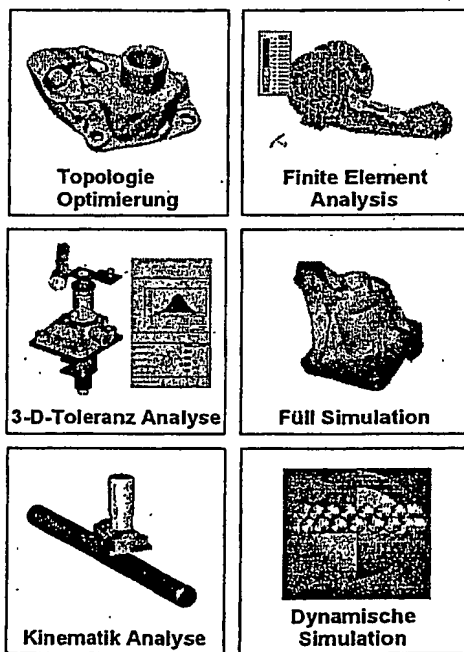 Topologie
Optimierung
Finite Element
Analysis
3-D-Toleranz Analyse
Füll Simulation
Kinematik Analyse
Dynamische
Simulation